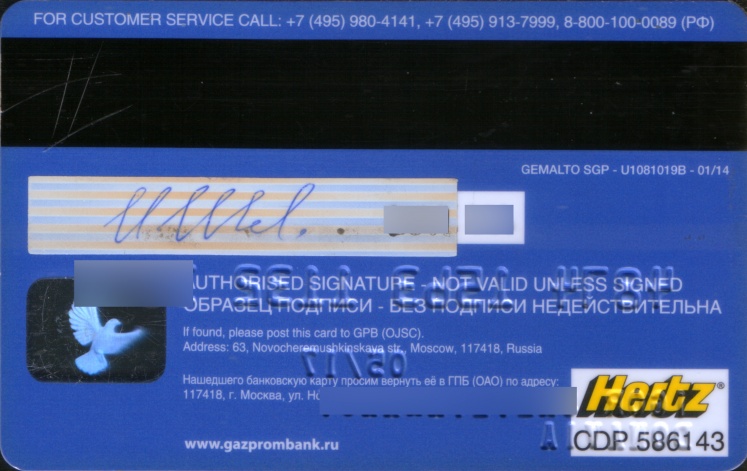 FOR CUSTOMER SERVICE CALL: +7 (495) 980-4141, +7 (495) 913-7999, 8-800-100-0089 (РФ)
GEMALTO SGP - U1081019B - 01/14
AUTHORISED SIGNATURE - NOT VALID UNLESS SIGNED
ОБРАЗЕЦ ПОДПИСИ - БЕЗ ПОДПИСИ НЕДЕЙСТВИТЕЛЬНА
If found, please post this card to GPB (OJSC).
Address: 63, Novocheremushkinskaya str., Moscow, 117418, Russia
Нашедшего банковскую карту просим вернуть её в ГПБ (ОАО) по адресу:
117418, г. Москва, ул.
Hertz®
CDP 586143
www.gazprombank.ru